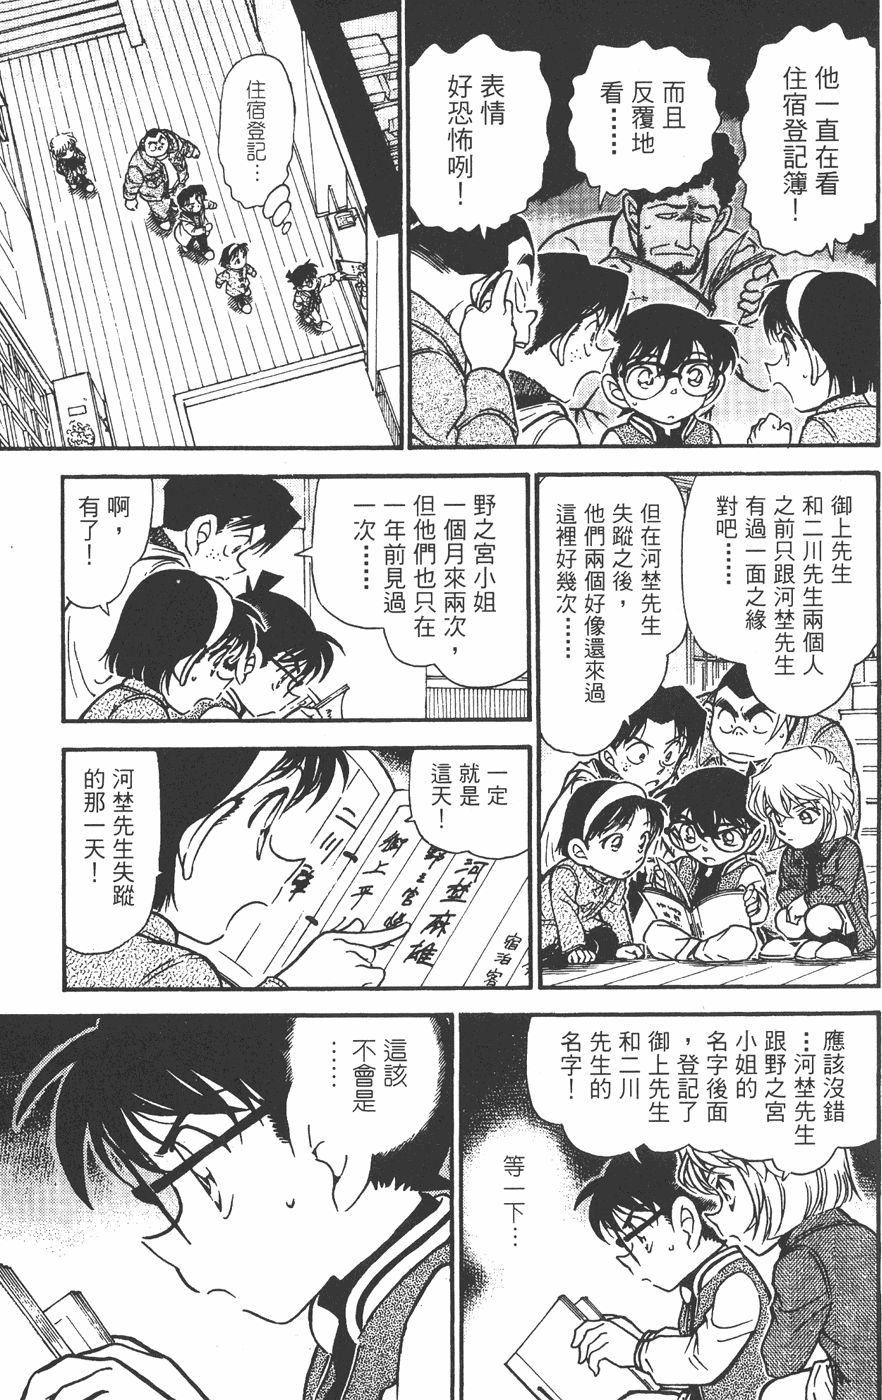 他一直在看
住宿登記簿！
而且
反覆地
看……
表情
好恐怖咧！
住宿登記…
御上先生
和二川先生兩個人
之前只跟河埜先生
有過一面之緣
對吧……
但在河埜先生
失蹤之後，
他們兩個好像還來過
這裡好幾次……
野之宮小姐
一個月來兩次，
但他們也只在
一年前見過
一次……
啊，
有了！
一定
就是
這天！
宿泊客
河埜麻雄
野之宮
御上平
二川
河埜先生失蹤
的那一天！
應該沒錯
…河埜先生
跟野之宮
小姐的
名字後面
，登記了
御上先生
和二川
先生的
名字！
等一下…
這該
不會是
……